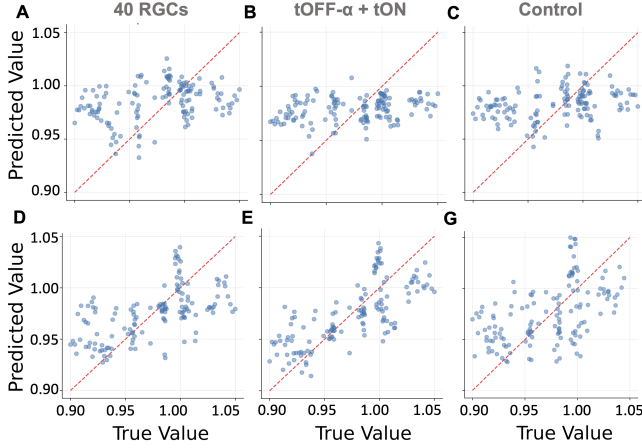 A 40 RGCs B tOFF-α + tON C Control
1.05
1.00
0.95
0.90
Predicted Value
D E G
1.05
1.00
0.95
0.90
Predicted Value
0.90 0.95 1.00 1.05 0.90 0.95 1.00 1.05 0.90 0.95 1.00 1.05
True Value True Value True Value